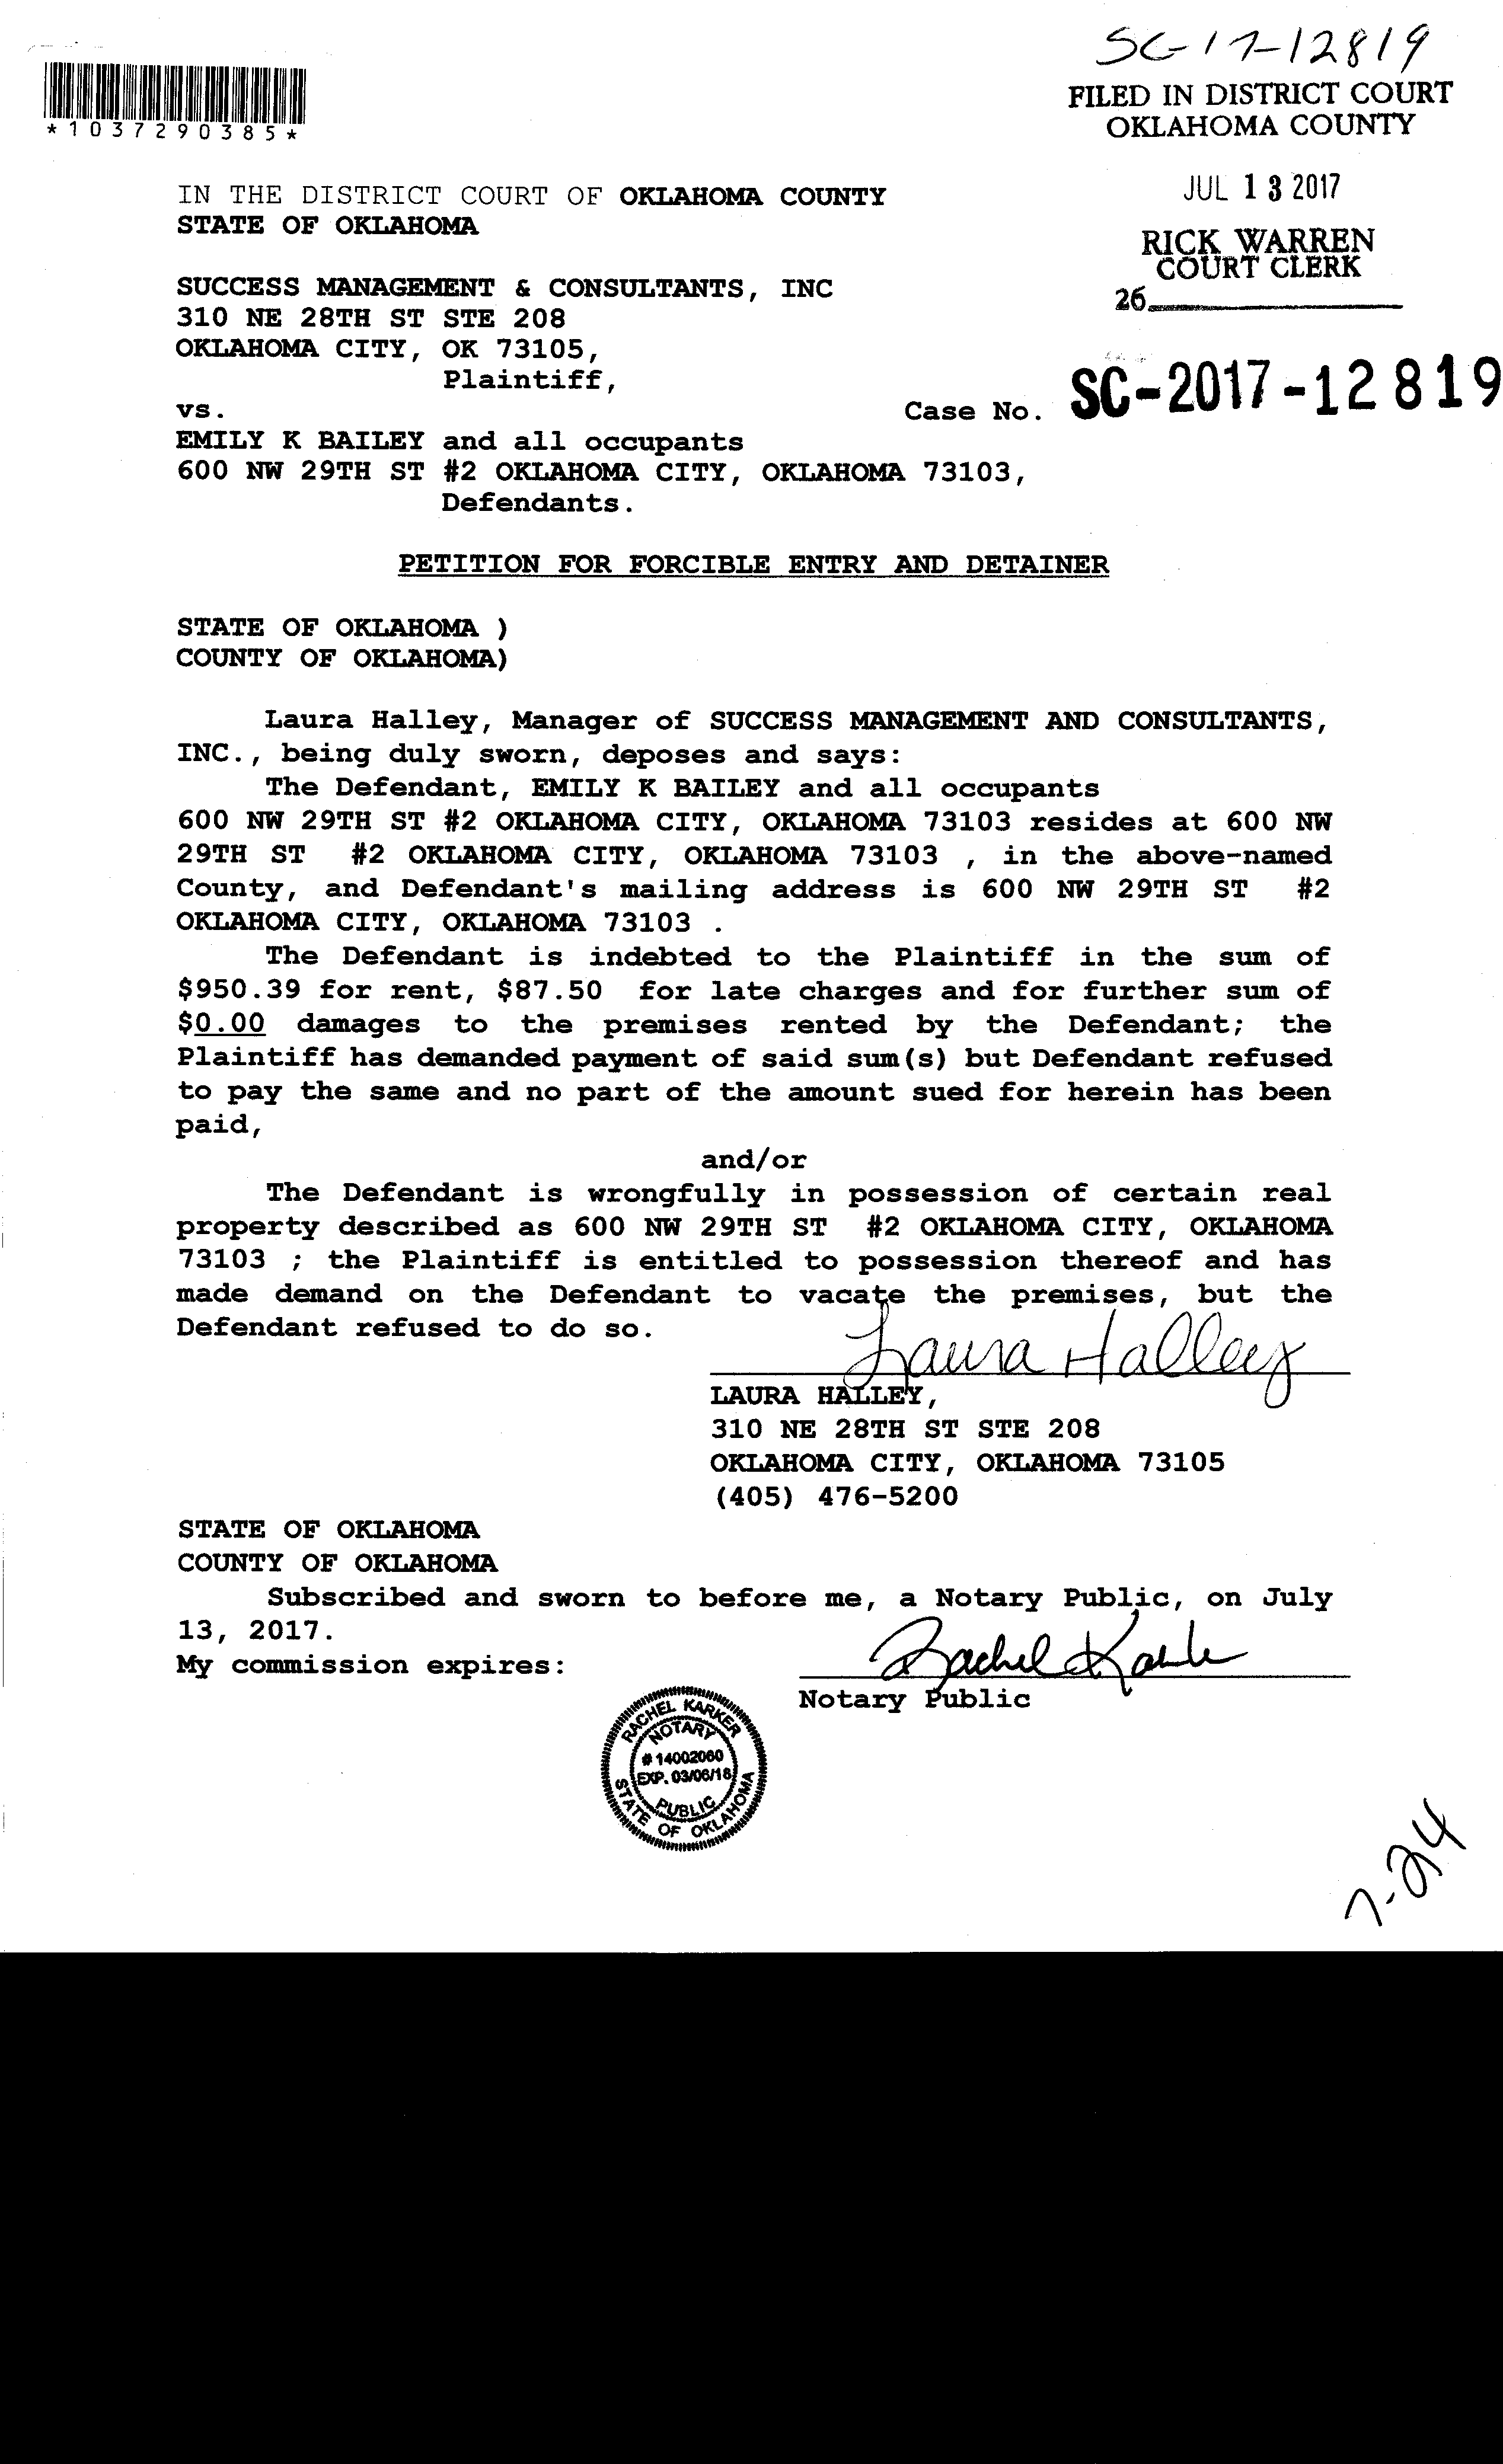 SC-17-12819
FILED IN DISTRICT COURT
OKLAHOMA COUNTY
*1037290385*
JUL 13 2017
RICK WARREN
COURT CLERK
26
IN THE DISTRICT COURT OF OKLAHOMA COUNTY
STATE OF OKLAHOMA
SUCCESS MANAGEMENT & CONSULTANTS, INC
310 NE 28TH ST STE 208
OKLAHOMA CITY, OK 73105,
Plaintiff,
vs.
Case No. SC-2017-12819
EMILY K BAILEY and all occupants
600 NW 29TH ST #2 OKLAHOMA CITY, OKLAHOMA 73103,
Defendants.
PETITION FOR FORCIBLE ENTRY AND DETAINER
STATE OF OKLAHOMA )
COUNTY OF OKLAHOMA)
Laura Halley, Manager of SUCCESS MANAGEMENT AND CONSULTANTS,
INC., being duly sworn, deposes and says:
The Defendant, EMILY K BAILEY and all occupants
600 NW 29TH ST #2 OKLAHOMA CITY, OKLAHOMA 73103 resides at 600 NW
29TH ST #2 OKLAHOMA CITY, OKLAHOMA 73103 , in the above-named
County, and Defendant's mailing address is 600 NW 29TH ST #2
OKLAHOMA CITY, OKLAHOMA 73103 .
The Defendant is indebted to the Plaintiff in the sum of
$950.39 for rent, $87.50 for late charges and for further sum of
$0.00 damages to the premises rented by the Defendant; the
Plaintiff has demanded payment of said sum(s) but Defendant refused
to pay the same and no part of the amount sued for herein has been
paid,
and/or
The Defendant is wrongfully in possession of certain real
property described as 600 NW 29TH ST #2 OKLAHOMA CITY, OKLAHOMA
73103 ; the Plaintiff is entitled to possession thereof and has
made demand on the Defendant to vacate the premises, but the
Defendant refused to do so.
Laura Halley
LAURA HALLEY,
310 NE 28TH ST STE 208
OKLAHOMA CITY, OKLAHOMA 73105
(405) 476-5200
STATE OF OKLAHOMA
COUNTY OF OKLAHOMA
Subscribed and sworn to before me, a Notary Public, on July
13, 2017.
My commission expires:
Rachel Karker
Notary Public
RACHEL KARKER
NOTARY
# 14002060
EXP. 03/06/18
PUBLIC
STATE OF OKLAHOMA
7-24